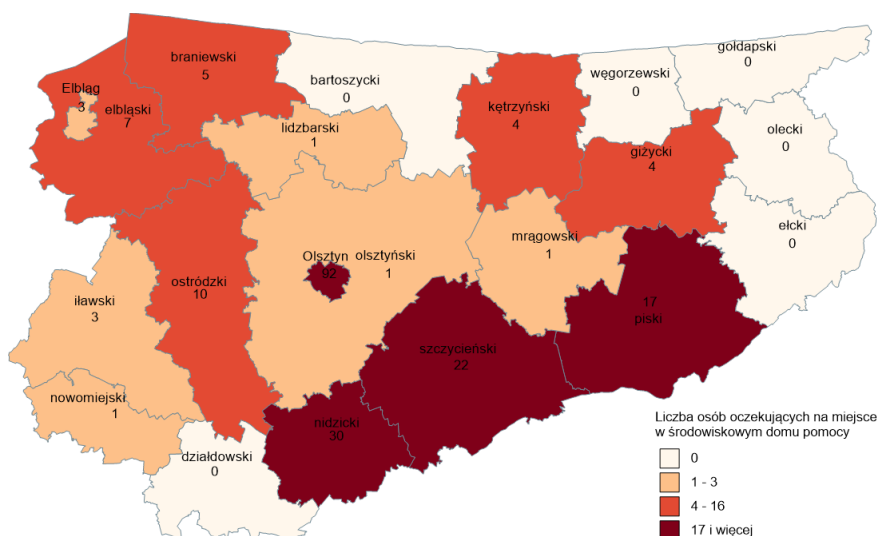 gołdapski
0
braniewski
5
bartoszycki
0
węgorzewski
0
Elbląg
3
elbląski
7
kętrzyński
4
lidzbarski
1
olecki
0
giżycki
4
ełcki
0
mrągowski
1
Olsztyn
92
olsztyński
1
ostródzki
10
iławski
3
17
piski
szczycieński
22
nowomiejski
1
nidzicki
30
działdowski
0
Liczba osób oczekujących na miejsce
w środowiskowym domu pomocy
0
1 - 3
4 - 16
17 i więcej